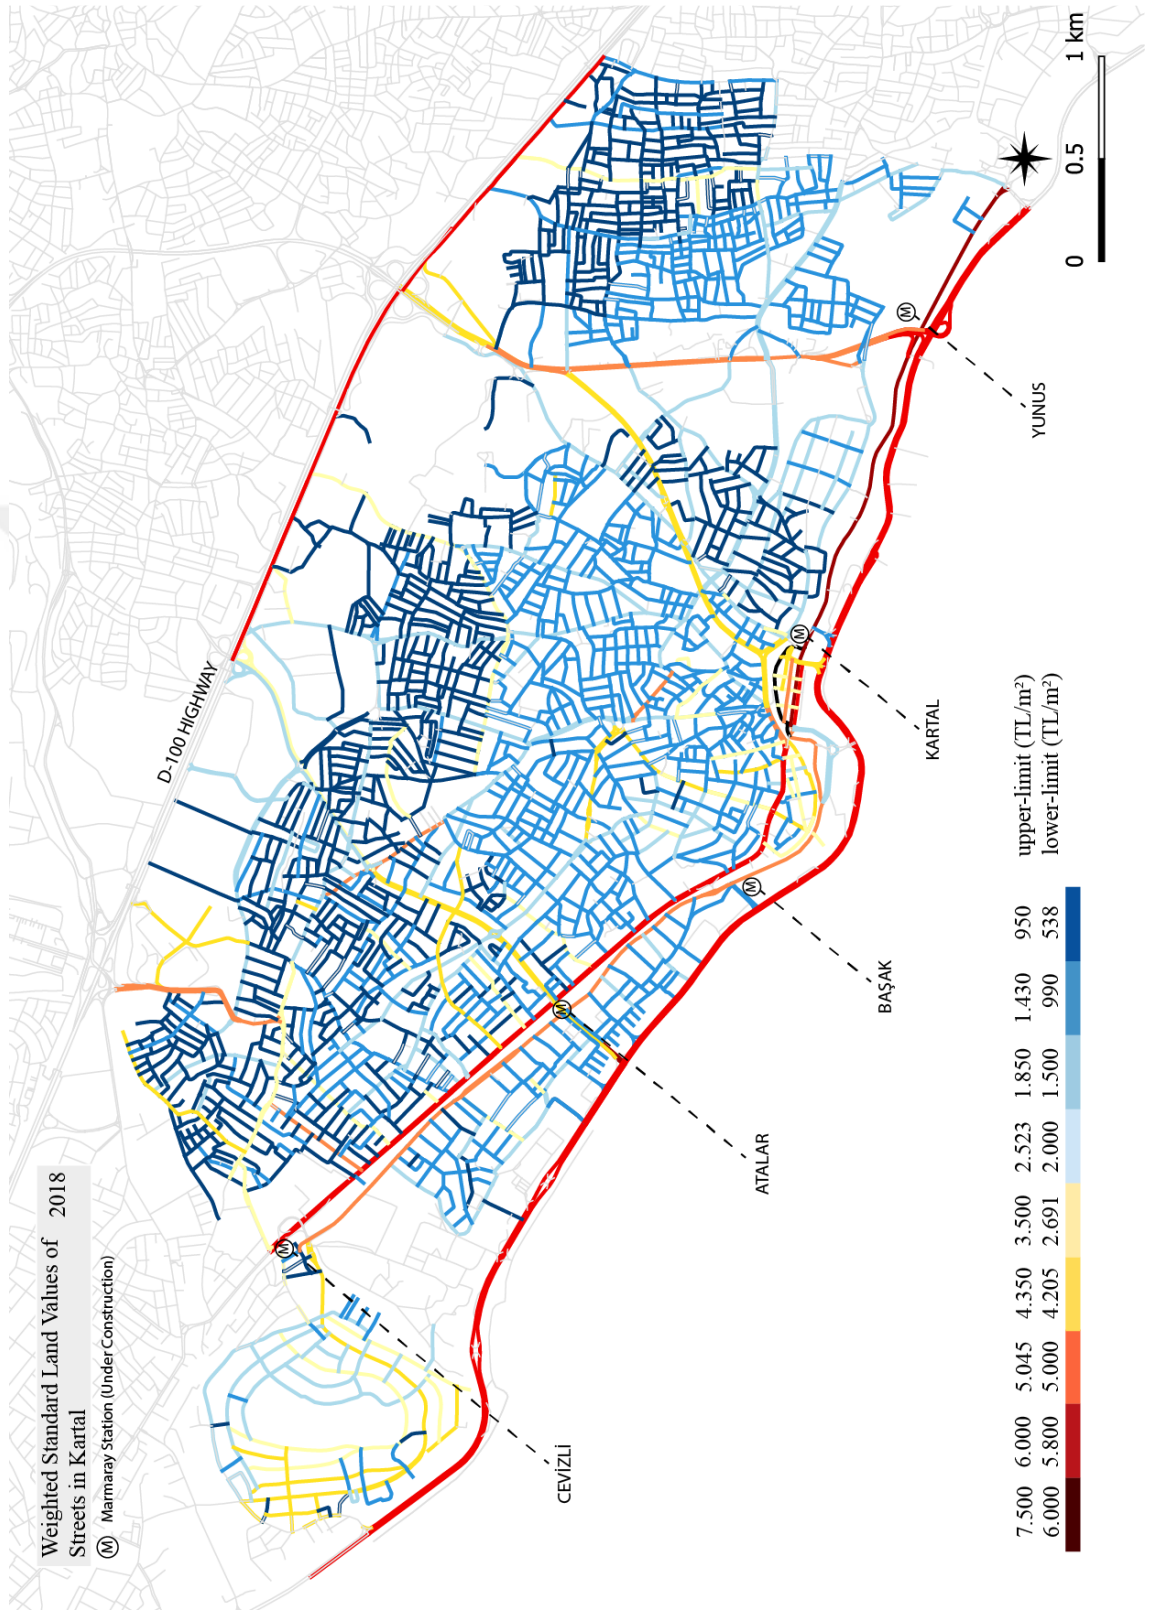 Weighted Standard Land Values of 2018
Streets in Kartal
M Marmaray Station (Under Construction)
D-100 HIGHWAY
CEVİZLİ
ATALAR
BAŞAK
KARTAL
YUNUS
M
M
M
M
M
7.500 6.000 5.045 4.350 3.500 2.523 1.850 1.430 950 upper-limit (TL/m²)
6.000 5.800 5.000 4.205 2.691 2.000 1.500 990 538 lower-limit (TL/m²)
0 0.5 1 km